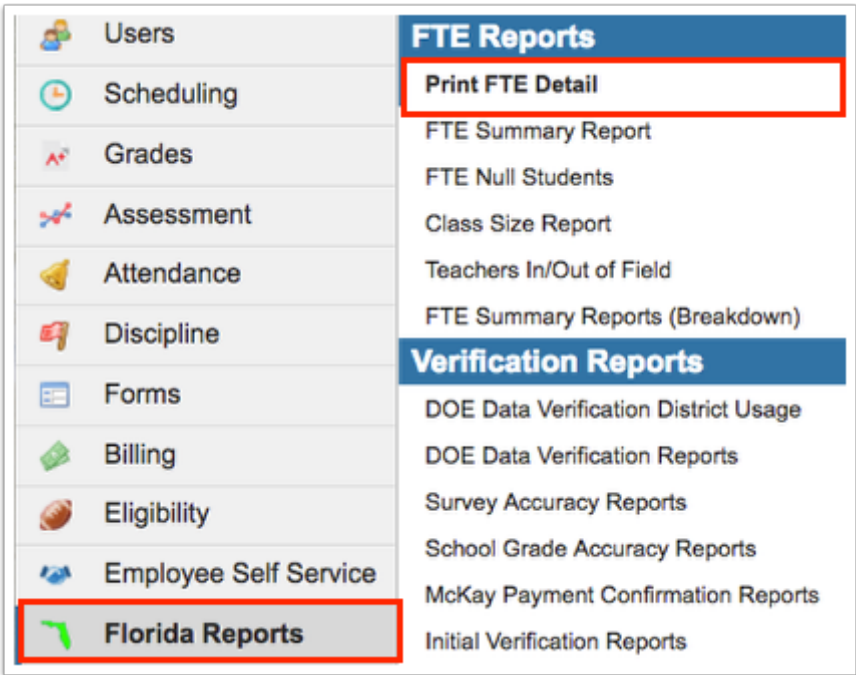 Users
Scheduling
Grades
Assessment
Attendance
Discipline
Forms
Billing
Eligibility
Employee Self Service
Florida Reports
FTE Reports
Print FTE Detail
FTE Summary Report
FTE Null Students
Class Size Report
Teachers In/Out of Field
FTE Summary Reports (Breakdown)
Verification Reports
DOE Data Verification District Usage
DOE Data Verification Reports
Survey Accuracy Reports
School Grade Accuracy Reports
McKay Payment Confirmation Reports
Initial Verification Reports